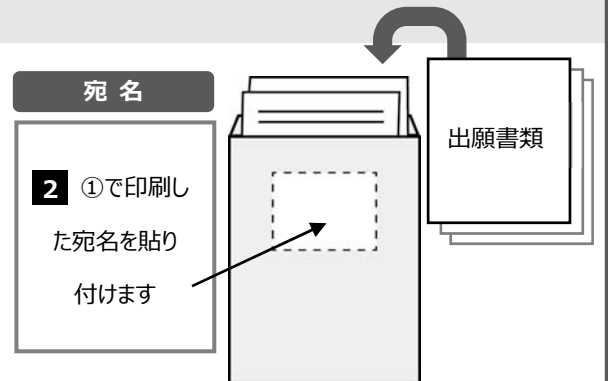 宛 名
2 ①で印刷し
た宛名を貼り
付けます
出願書類